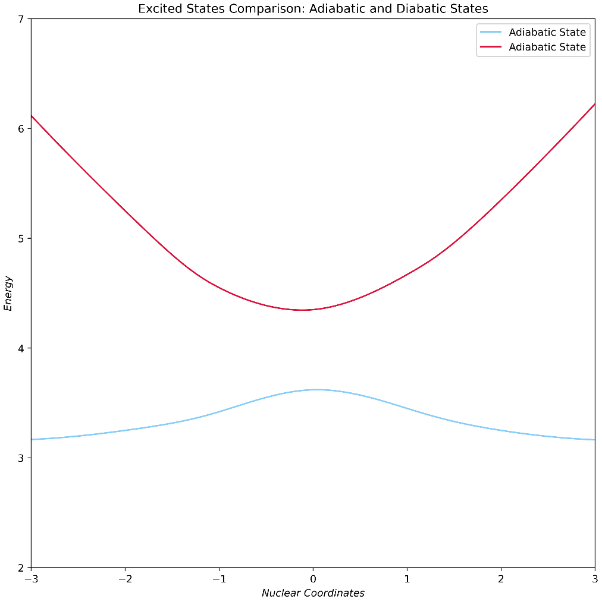 Excited States Comparison: Adiabatic and Diabatic States
Adiabatic State
Adiabatic State
7
6
5
4
3
2
Energy
−3
−2
−1
0
1
2
3
Nuclear Coordinates